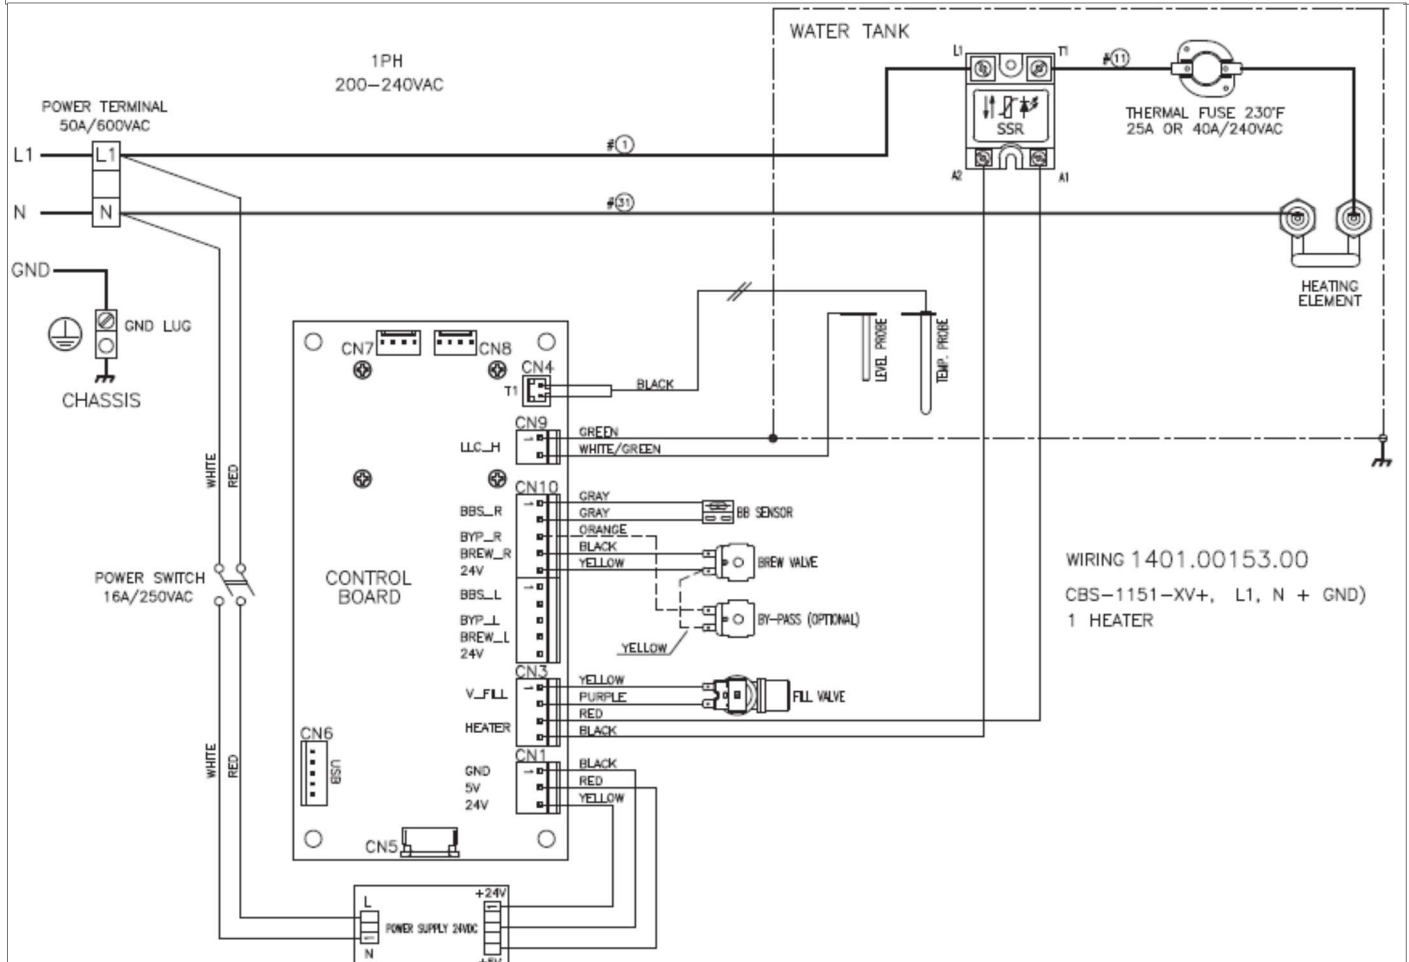 WATER TANK
1PH
200-240VAC
POWER TERMINAL
50A/600VAC
L1
L1
N
N
#1
#31
#11
L1
T1
SSR
A2
A1
THERMAL FUSE 230°F
25A OR 40A/240VAC
HEATING
ELEMENT
GND
GND LUG
CHASSIS
LEVEL PROBE
TEMP. PROBE
CN7
CN8
CN4
T1
BLACK
CN9
LLC_H
GREEN
WHITE/GREEN
WHITE
RED
CN10
BBS_R
BYP_R
BREW_R
24V
BBS_L
BYP_L
BREW_L
24V
GRAY
GRAY
ORANGE
BLACK
YELLOW
BB SENSOR
BREW VALVE
BY-PASS (OPTIONAL)
YELLOW
POWER SWITCH
16A/250VAC
CONTROL
BOARD
WIRING 1401.00153.00
CBS-1151-XV+, L1, N + GND)
1 HEATER
CN3
V_FILL
HEATER
YELLOW
PURPLE
RED
BLACK
FILL VALVE
WHITE
RED
CN6
USB
CN1
GND
5V
24V
BLACK
RED
YELLOW
CN5
L
N
POWER SUPPLY 24VDC
+24V
+5V